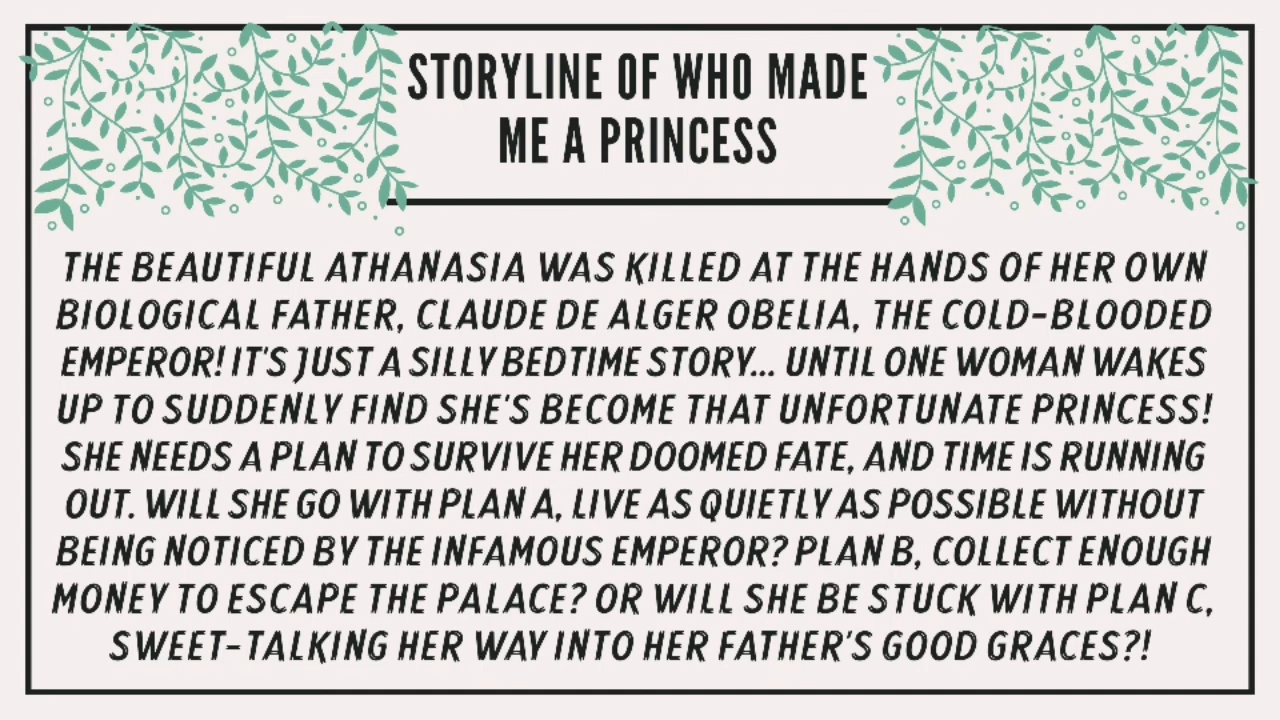 STORYLINE OF WHO MADE
ME A PRINCESS
THE BEAUTIFUL ATHANASIA WAS KILLED AT THE HANDS OF HER OWN
BIOLOGICAL FATHER, CLAUDE DE ALGER OBELIA, THE COLD-BLOODED
EMPEROR! IT'S JUST A SILLY BEDTIME STORY... UNTIL ONE WOMAN WAKES
UP TO SUDDENLY FIND SHE'S BECOME THAT UNFORTUNATE PRINCESS!
SHE NEEDS A PLAN TO SURVIVE HER DOOMED FATE, AND TIME IS RUNNING
OUT. WILL SHE GO WITH PLAN A, LIVE AS QUIETLY AS POSSIBLE WITHOUT
BEING NOTICED BY THE INFAMOUS EMPEROR? PLAN B, COLLECT ENOUGH
MONEY TO ESCAPE THE PALACE? OR WILL SHE BE STUCK WITH PLAN C,
SWEET-TALKING HER WAY INTO HER FATHER'S GOOD GRACES?!